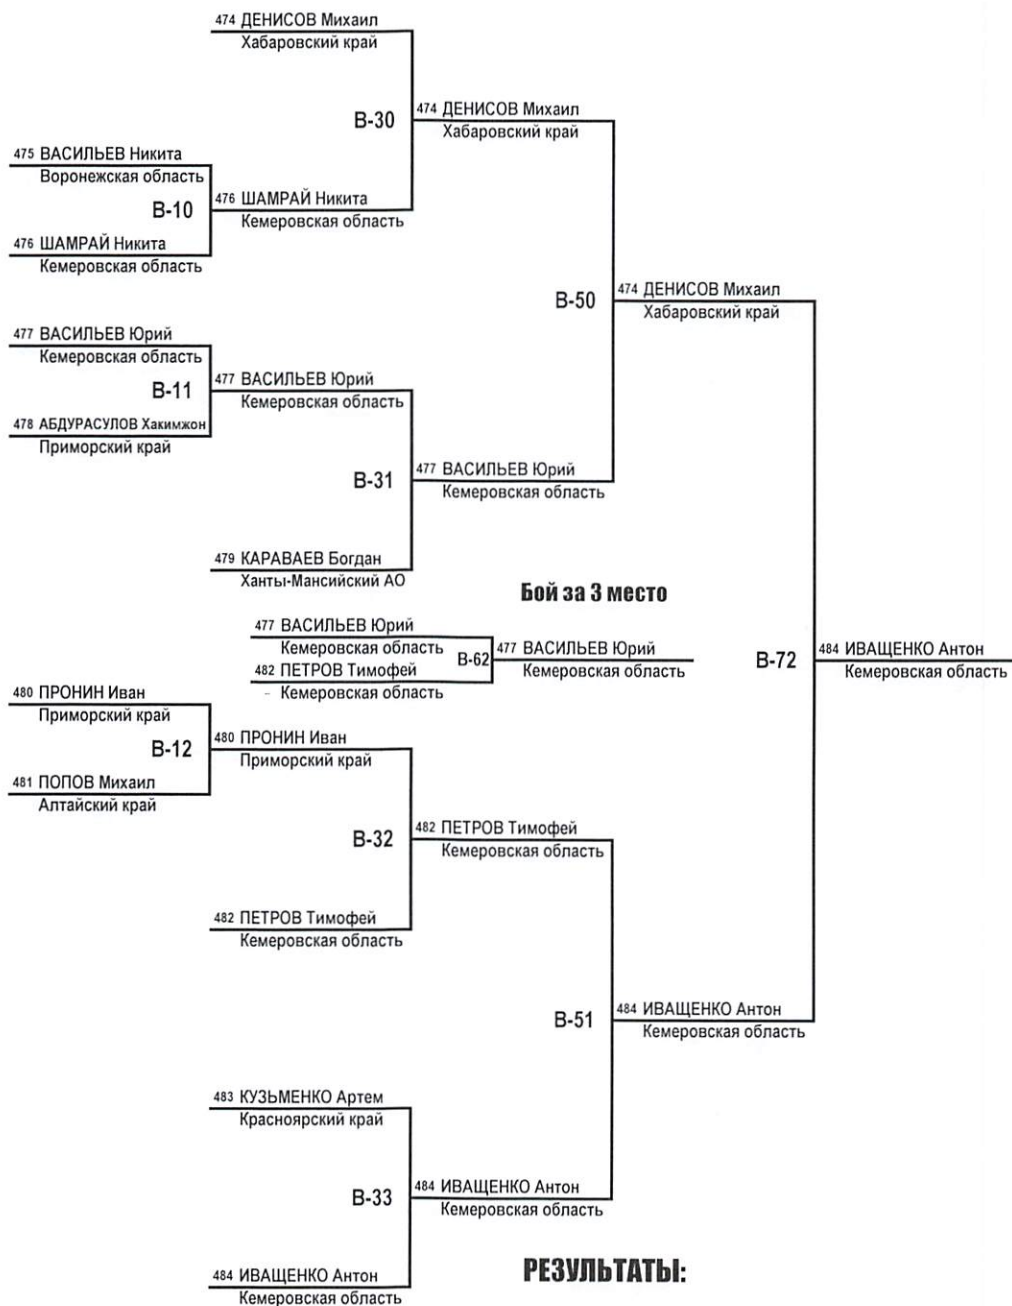 474 ДЕНИСОВ Михаил
Хабаровский край
В-30
474 ДЕНИСОВ Михаил
Хабаровский край
475 ВАСИЛЬЕВ Никита
Воронежская область
В-10
476 ШАМРАЙ Никита
Кемеровская область
476 ШАМРАЙ Никита
Кемеровская область
В-50
474 ДЕНИСОВ Михаил
Хабаровский край
477 ВАСИЛЬЕВ Юрий
Кемеровская область
В-11
477 ВАСИЛЬЕВ Юрий
Кемеровская область
478 АБДУРАСУЛОВ Хакимжон
Приморский край
В-31
477 ВАСИЛЬЕВ Юрий
Кемеровская область
479 КАРАВАЕВ Богдан
Ханты-Мансийский АО
Бой за 3 место
477 ВАСИЛЬЕВ Юрий
Кемеровская область
В-62
477 ВАСИЛЬЕВ Юрий
Кемеровская область
482 ПЕТРОВ Тимофей
Кемеровская область
В-72
484 ИВАЩЕНКО Антон
Кемеровская область
480 ПРОНИН Иван
Приморский край
В-12
480 ПРОНИН Иван
Приморский край
481 ПОПОВ Михаил
Алтайский край
В-32
482 ПЕТРОВ Тимофей
Кемеровская область
482 ПЕТРОВ Тимофей
Кемеровская область
В-51
484 ИВАЩЕНКО Антон
Кемеровская область
483 КУЗЬМЕНКО Артем
Красноярский край
В-33
484 ИВАЩЕНКО Антон
Кемеровская область
484 ИВАЩЕНКО Антон
Кемеровская область
РЕЗУЛЬТАТЫ: